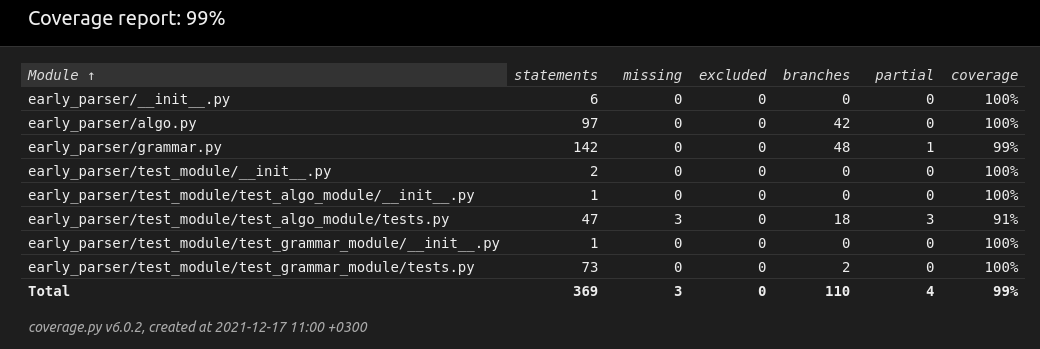 Coverage report: 99%
Module ↑ statements missing excluded branches partial coverage
early_parser/__init__.py 6 0 0 0 0 100%
early_parser/algo.py 97 0 0 42 0 100%
early_parser/grammar.py 142 0 0 48 1 99%
early_parser/test_module/__init__.py 2 0 0 0 0 100%
early_parser/test_module/test_algo_module/__init__.py 1 0 0 0 0 100%
early_parser/test_module/test_algo_module/tests.py 47 3 0 18 3 91%
early_parser/test_module/test_grammar_module/__init__.py 1 0 0 0 0 100%
early_parser/test_module/test_grammar_module/tests.py 73 0 0 2 0 100%
Total 369 3 0 110 4 99%
coverage.py v6.0.2, created at 2021-12-17 11:00 +0300